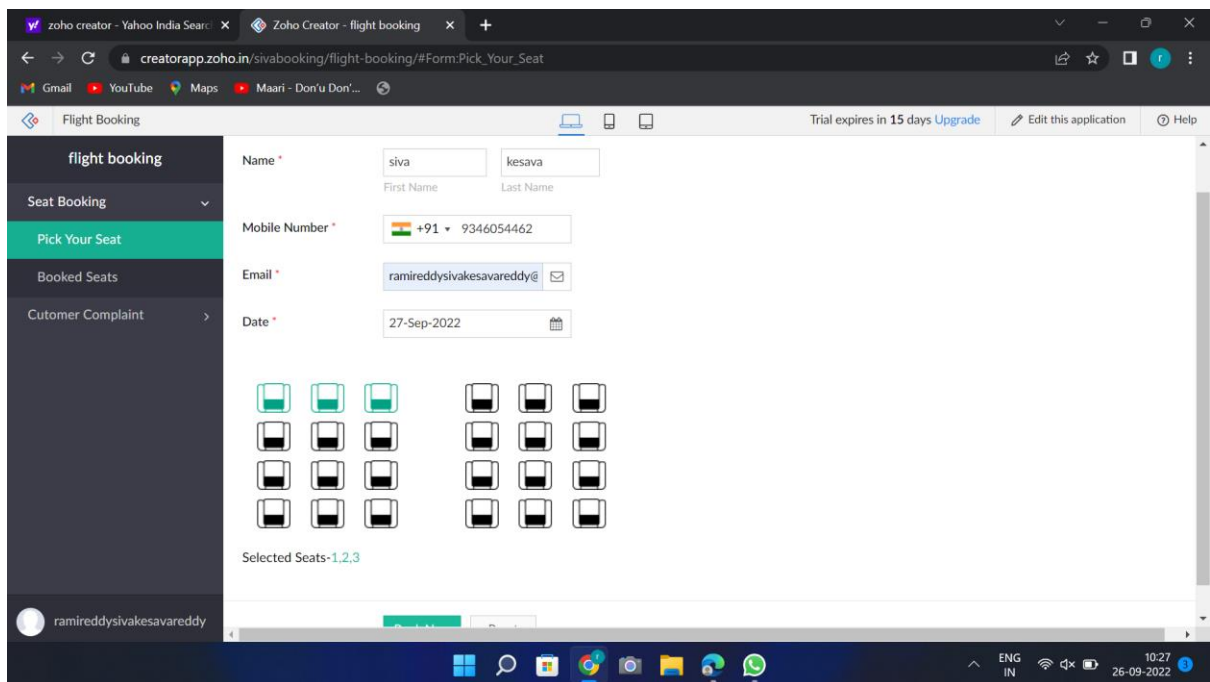 zoho creator - Yahoo India Searc
Zoho Creator - flight booking
creatorapp.zoho.in/sivabooking/flight-booking/#Form:Pick_Your_Seat
r
Gmail YouTube Maps Maari - Don'u Don'...
Flight Booking
Trial expires in 15 days Upgrade
Edit this application
Help
flight booking
Seat Booking
Pick Your Seat
Booked Seats
Cutomer Complaint
Name *
siva
kesava
First Name
Last Name
Mobile Number *
+91 9346054462
Email *
ramireddysivakesavareddy@
Date *
27-Sep-2022
Selected Seats-1,2,3
ramireddysivakesavareddy
ENG
IN
10:27
26-09-2022
3